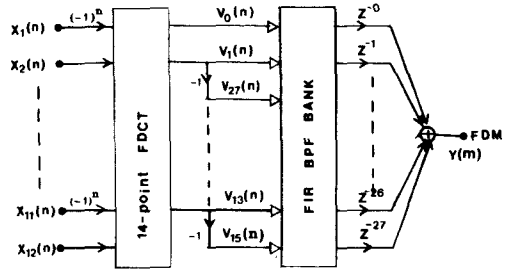 X₁(n) (-1)ⁿ V₀(n) Z⁻⁰
X₂(n) V₁(n) Z⁻¹
-1 V₂₇(n)
14-point FDCT
FIR BPF BANK
+ FDM
Y(m)
X₁₁(n) (-1)ⁿ V₁₃(n) Z⁻²⁶
X₁₂(n) -1 V₁₅(n) Z⁻²⁷